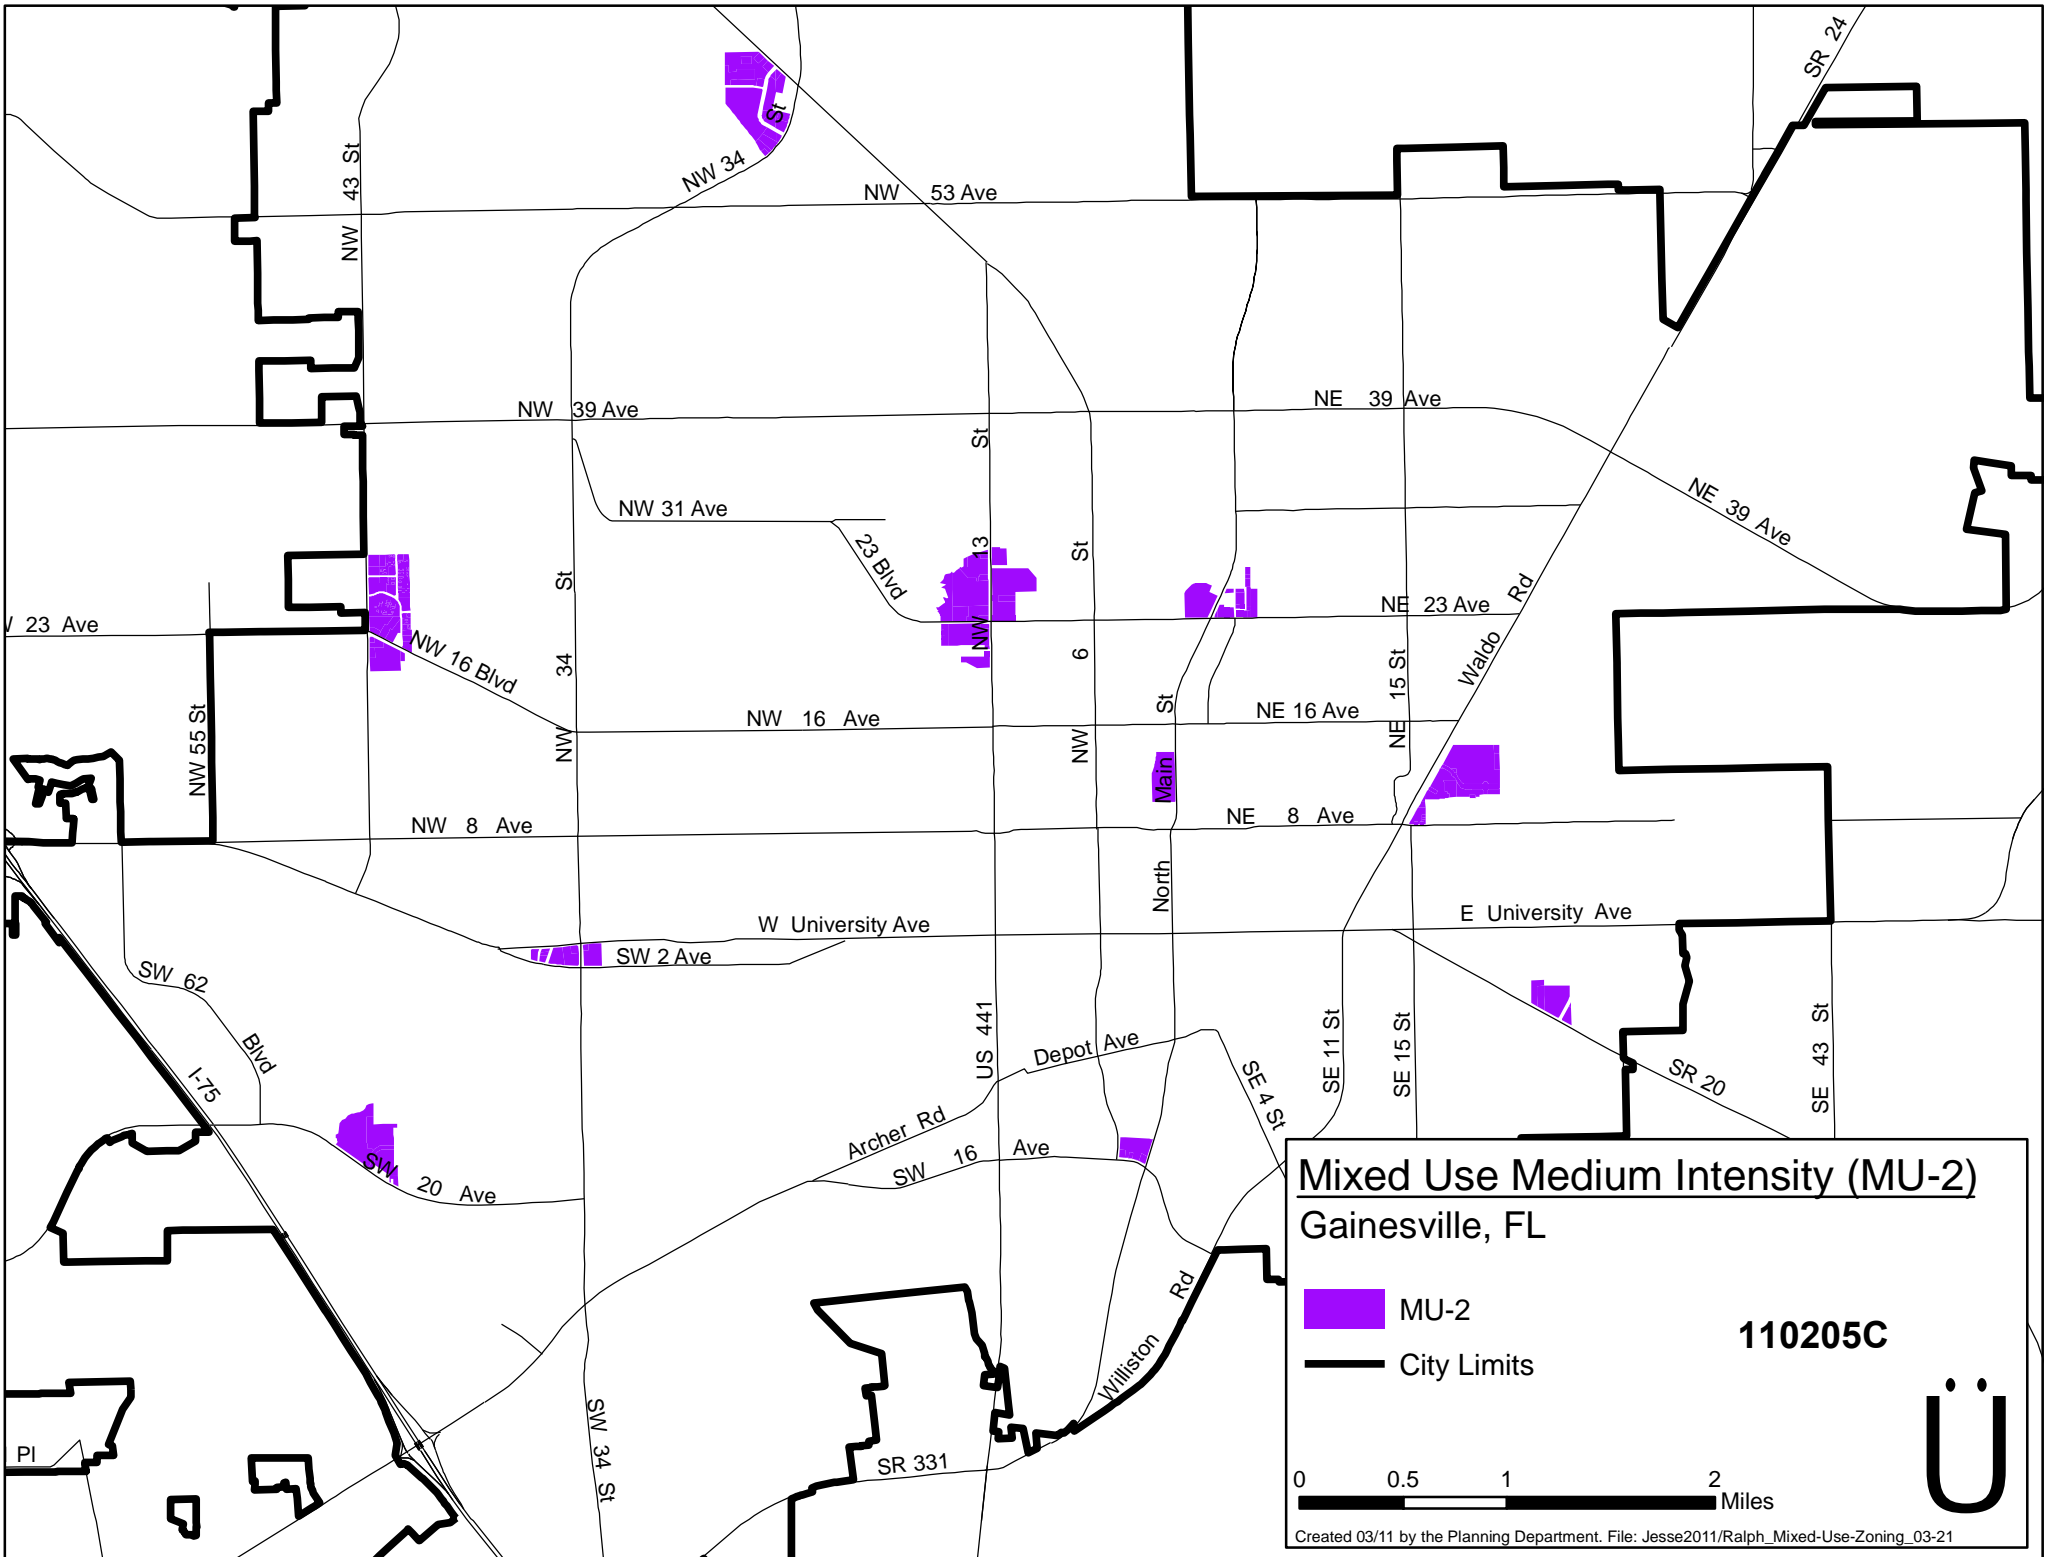 SR 24
NW 43 St
NW 34 St
NW 53 Ave
NW 39 Ave
NE 39 Ave
NW 31 Ave
NE 39 Ave
23 Blvd
NW 13 St
NW 6 St
NW 34 St
23 Ave
NE 23 Ave
Waldo Rd
NW 16 Blvd
NE 15 St
NW 55 St
NW 16 Ave
NE 16 Ave
North Main St
NW 8 Ave
NE 8 Ave
W University Ave
E University Ave
SW 2 Ave
SW 62 Blvd
I-75
US 441
Depot Ave
SE 4 St
SE 11 St
SE 15 St
SE 43 St
SR 20
Archer Rd
SW 16 Ave
SW 20 Ave
Williston Rd
SW 34 St
SR 331
Pl
Mixed Use Medium Intensity (MU-2)
Gainesville, FL
MU-2
110205C
City Limits
Ü
0 0.5 1 2
Miles
Created 03/11 by the Planning Department. File: Jesse2011/Ralph_Mixed-Use-Zoning_03-21